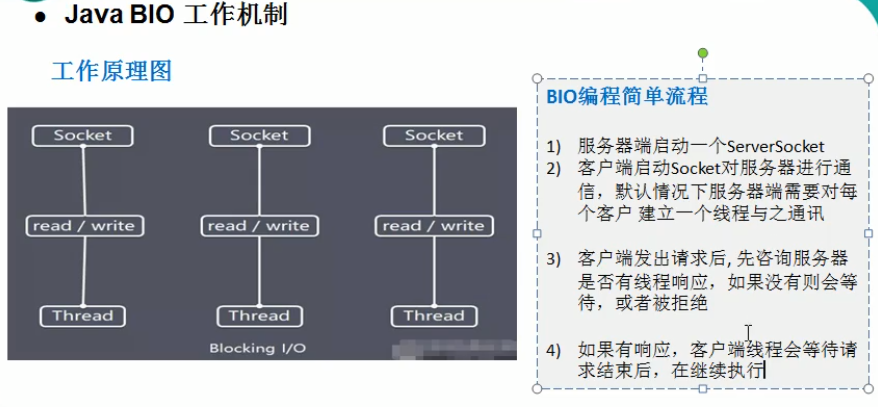 • Java BIO 工作机制
工作原理图
Socket
Socket
Socket
read / write
read / write
read / write
Thread
Thread
Thread
Blocking I/O
BIO编程简单流程
1) 服务器端启动一个ServerSocket
2) 客户端启动Socket对服务器进行通
信，默认情况下服务器端需要对每
个客户 建立一个线程与之通讯
3) 客户端发出请求后, 先咨询服务器
是否有线程响应，如果没有则会等
待，或者被拒绝
4) 如果有响应，客户端线程会等待请
求结束后，在继续执行